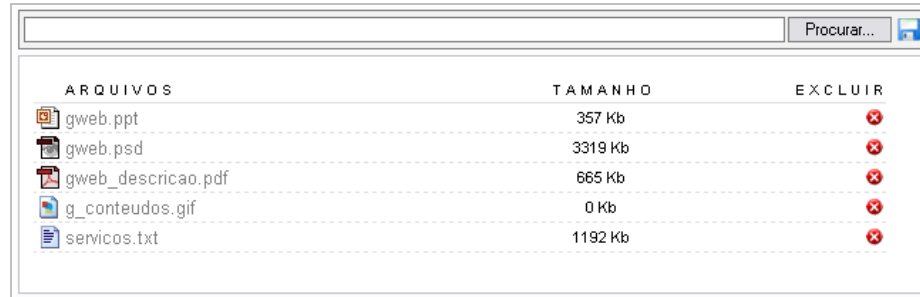 Procurar...
ARQUIVOS TAMANHO EXCLUIR
gweb.ppt 357 Kb
gweb.psd 3319 Kb
gweb_descricao.pdf 665 Kb
g_conteudos.gif 0 Kb
servicos.txt 1192 Kb